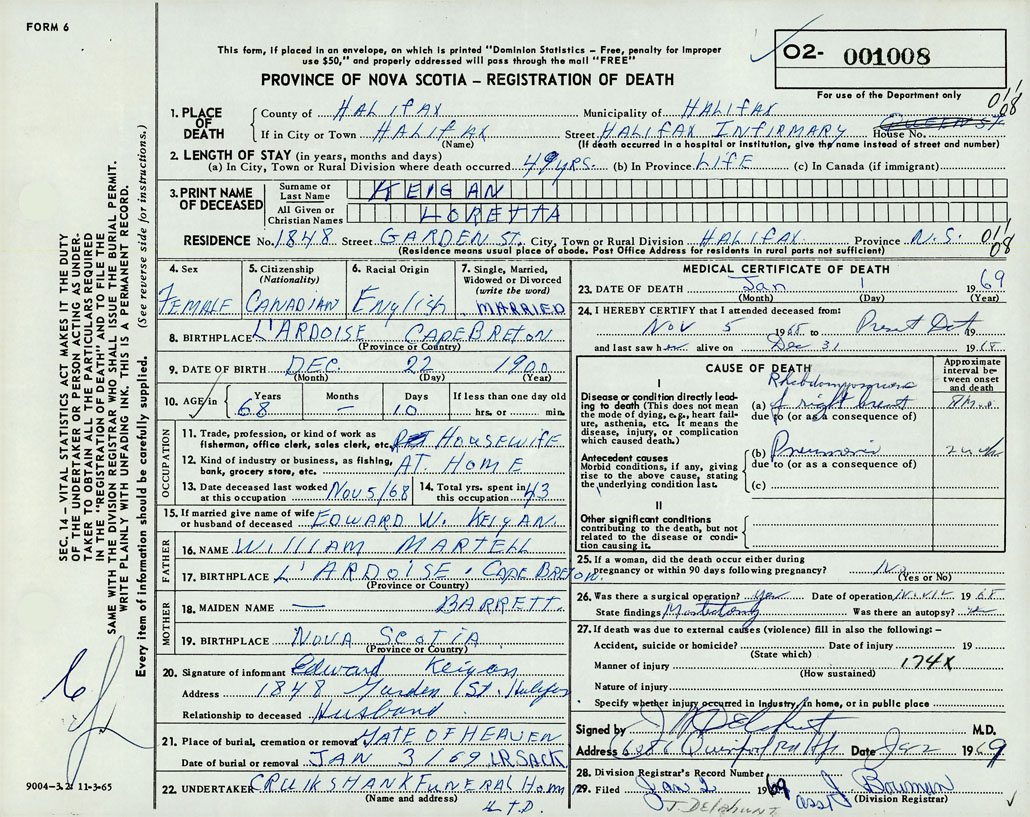 FORM 6
This form, if placed in an envelope, on which is printed "Dominion Statistics – Free, penalty for improper
use $50," and properly addressed will pass through the mail "FREE"
PROVINCE OF NOVA SCOTIA – REGISTRATION OF DEATH
O2- 001008
For use of the Department only
1. PLACE OF DEATH
County of HALIFAX Municipality of HALIFAX
If in City or Town HALIFAX Street HALIFAX INFIRMARY House No.
(Name) (If death occurred in a hospital or institution, give the name instead of street and number)
01/08
2. LENGTH OF STAY (in years, months and days)
(a) In City, Town or Rural Division where death occurred 49 YRS. (b) In Province LIFE (c) In Canada (if immigrant)
3. PRINT NAME OF DECEASED
Surname or Last Name KEIGAN
All Given or Christian Names LORETTA
RESIDENCE No. 1848 Street GARDEN ST. City, Town or Rural Division HALIFAX Province N.S. 01/08
(Residence means usual place of abode. Post Office Address for residents in rural parts not sufficient)
4. Sex FEMALE
5. Citizenship (Nationality) CANADIAN
6. Racial Origin English
7. Single, Married, Widowed or Divorced (write the word) MARRIED
8. BIRTHPLACE L'ARDOISE CAPE BRETON
(Province or Country)
9. DATE OF BIRTH DEC. 22 1900
(Month) (Day) (Year)
10. AGE in Years 68 Months — Days 10 If less than one day old hrs. or min.
OCCUPATION
11. Trade, profession, or kind of work as fisherman, office clerk, sales clerk, etc. HOUSEWIFE
12. Kind of industry or business, as fishing, bank, grocery store, etc. AT HOME
13. Date deceased last worked at this occupation NOV 5/68
14. Total yrs. spent in this occupation 43
15. If married give name of wife or husband of deceased EDWARD W. KEIGAN.
FATHER
16. NAME WILLIAM MARTELL
17. BIRTHPLACE L'ARDOISE, CAPE BRETON.
(Province or Country)
MOTHER
18. MAIDEN NAME — BARRETT.
19. BIRTHPLACE NOVA SCOTIA
(Province or Country)
20. Signature of informant Edward Keigan
Address 1848 Garden St. Halifax
Relationship to deceased Husband
21. Place of burial, cremation or removal GATE OF HEAVEN
Date of burial or removal JAN 3/69 LR SACK
22. UNDERTAKER CRUIKSHANK FUNERAL HOM
(Name and address) LTD.
MEDICAL CERTIFICATE OF DEATH
23. DATE OF DEATH Jan 1 1969
(Month) (Day) (Year)
24. I HEREBY CERTIFY that I attended deceased from:
Nov 5 1968 to Present Dat 19
and last saw her alive on Dec 31 1968
CAUSE OF DEATH
Approximate interval between onset and death
I
Disease or condition directly leading to death (This does not mean the mode of dying, e.g., heart failure, asthenia, etc. It means the disease, injury, or complication which caused death.)
(a) of right breast 8 Mos
due to (or as a consequence of)
Antecedent causes
Morbid conditions, if any, giving rise to the above cause, stating the underlying condition last.
(b) Pneumonia
due to (or as a consequence of)
(c)
II
Other significant conditions contributing to the death, but not related to the disease or condition causing it.
25. If a woman, did the death occur either during pregnancy or within 90 days following pregnancy? No
(Yes or No)
26. Was there a surgical operation? yes Date of operation 1968
State findings Mastectomy Was there an autopsy?
27. If death was due to external causes (violence) fill in also the following: –
Accident, suicide or homicide? Date of injury 19
(State which)
Manner of injury 174X
(How sustained)
Nature of injury
Specify whether injury occurred in industry, in home, or in public place
Signed by M.D.
Address Date Jan 2 1969
28. Division Registrar's Record Number
29. Filed Jan 2 1969 asst J Bowman
(Division Registrar)
J. DELAHUNT
SEC. 14 – VITAL STATISTICS ACT MAKES IT THE DUTY
OF THE UNDERTAKER OR PERSON ACTING AS UNDER-
TAKER TO OBTAIN ALL THE PARTICULARS REQUIRED
IN THE "REGISTRATION OF DEATH" AND TO FILE THE
SAME WITH THE DIVISION REGISTRAR WHO SHALL ISSUE THE BURIAL PERMIT.
WRITE PLAINLY WITH UNFADING INK. THIS IS A PERMANENT RECORD.
Every item of information should be carefully supplied. (See reverse side for instructions.)
9004-3.2 11-3-65